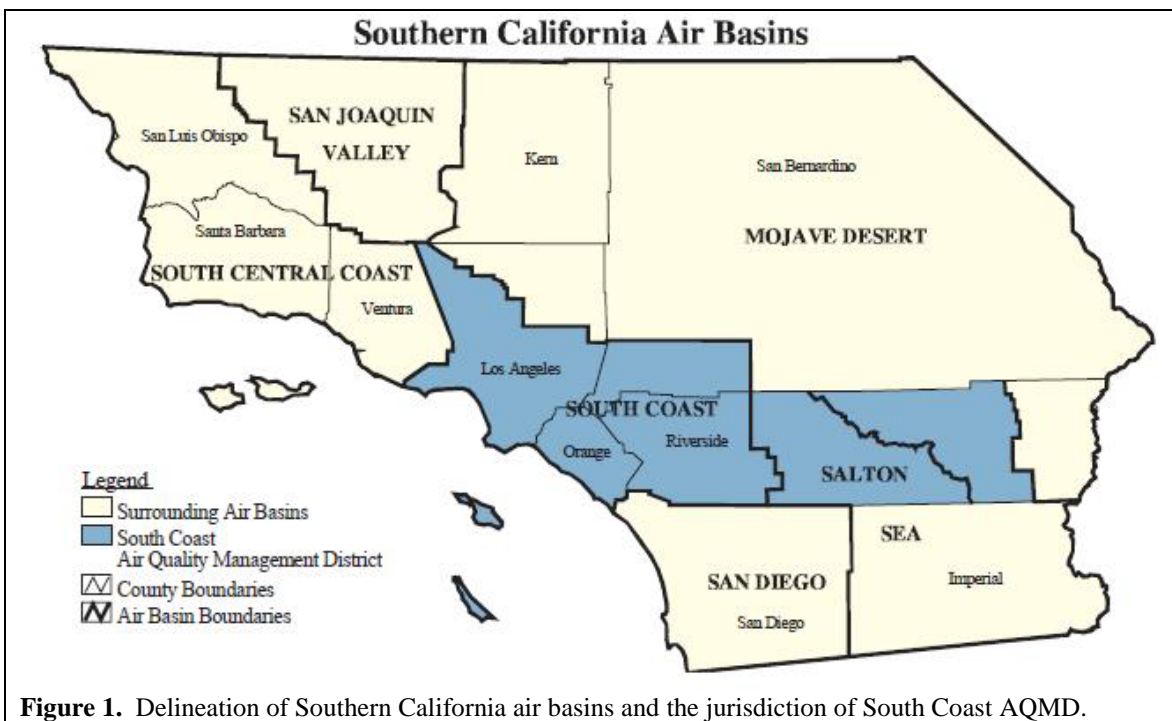 Southern California Air Basins
SAN JOAQUIN
VALLEY
San Luis Obispo
Kern
San Bernardino
Santa Barbara
MOJAVE DESERT
SOUTH CENTRAL COAST
Ventura
Los Angeles
SOUTH COAST
Orange
Riverside
SALTON
SEA
Imperial
SAN DIEGO
San Diego
Legend
Surrounding Air Basins
South Coast
Air Quality Management District
County Boundaries
Air Basin Boundaries
Figure 1. Delineation of Southern California air basins and the jurisdiction of South Coast AQMD.